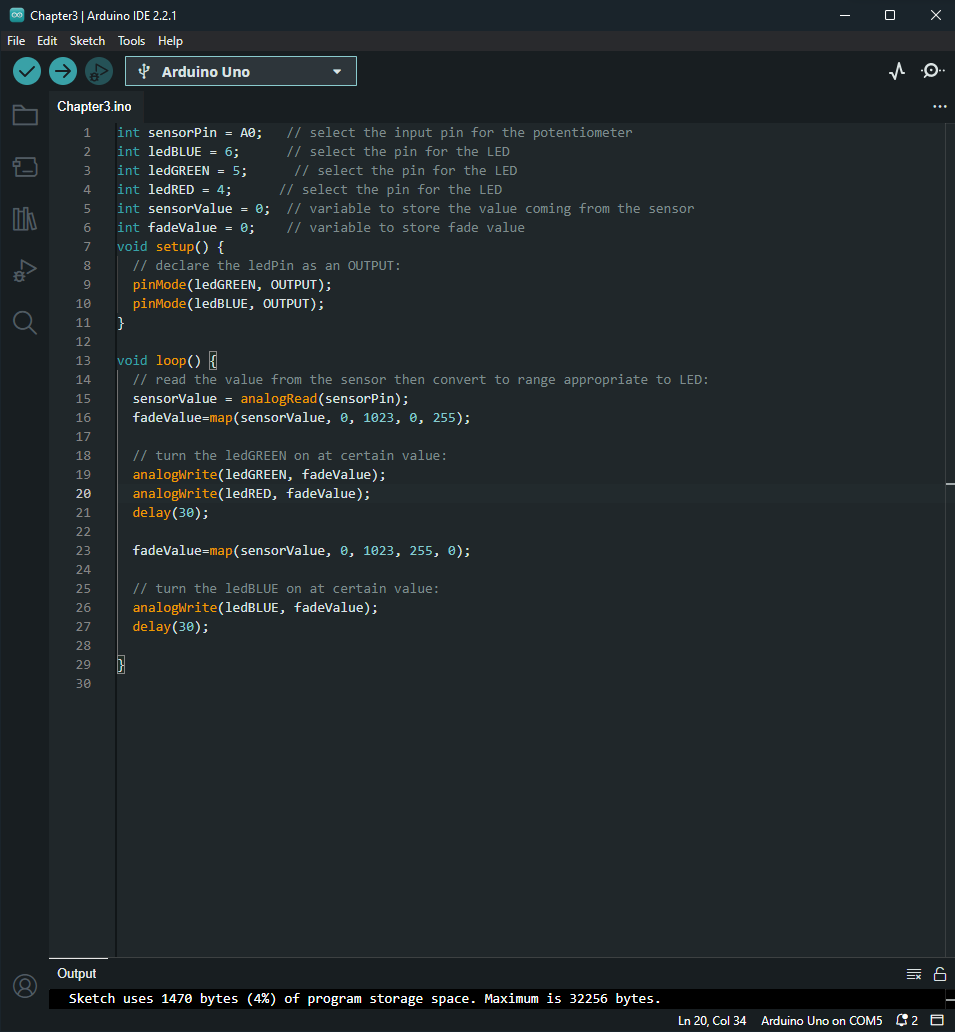 Chapter3 | Arduino IDE 2.2.1
File Edit Sketch Tools Help
Arduino Uno
Chapter3.ino
1 int sensorPin = A0;   // select the input pin for the potentiometer
2 int ledBLUE = 6;      // select the pin for the LED
3 int ledGREEN = 5;      // select the pin for the LED
4 int ledRED = 4;      // select the pin for the LED
5 int sensorValue = 0;  // variable to store the value coming from the sensor
6 int fadeValue = 0;    // variable to store fade value
7 void setup() {
8   // declare the ledPin as an OUTPUT:
9   pinMode(ledGREEN, OUTPUT);
10   pinMode(ledBLUE, OUTPUT);
11 }
12
13 void loop() {
14   // read the value from the sensor then convert to range appropriate to LED:
15   sensorValue = analogRead(sensorPin);
16   fadeValue=map(sensorValue, 0, 1023, 0, 255);
17
18   // turn the ledGREEN on at certain value:
19   analogWrite(ledGREEN, fadeValue);
20   analogWrite(ledRED, fadeValue);
21   delay(30);
22
23   fadeValue=map(sensorValue, 0, 1023, 255, 0);
24
25   // turn the ledBLUE on at certain value:
26   analogWrite(ledBLUE, fadeValue);
27   delay(30);
28
29 }
30
Output
Sketch uses 1470 bytes (4%) of program storage space. Maximum is 32256 bytes.
Ln 20, Col 34 Arduino Uno on COM5 2